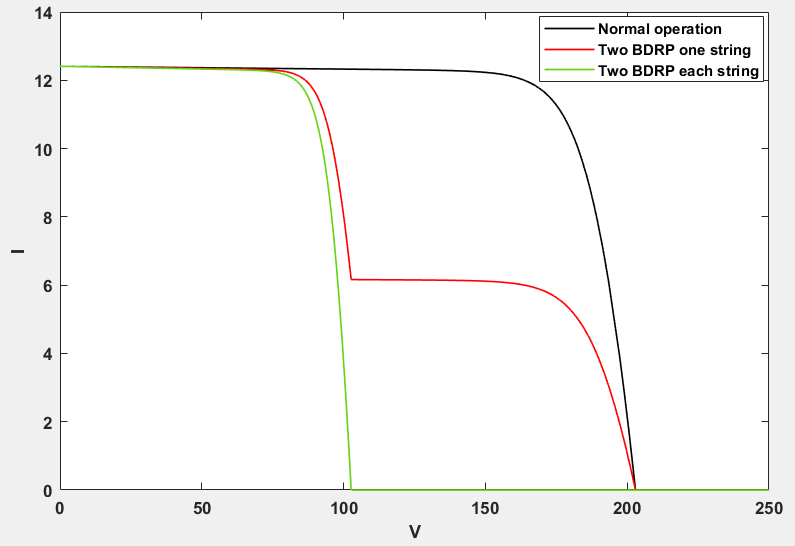 14
12
10
8
6
4
2
0
I
0 50 100 150 200 250
V
Normal operation
Two BDRP one string
Two BDRP each string